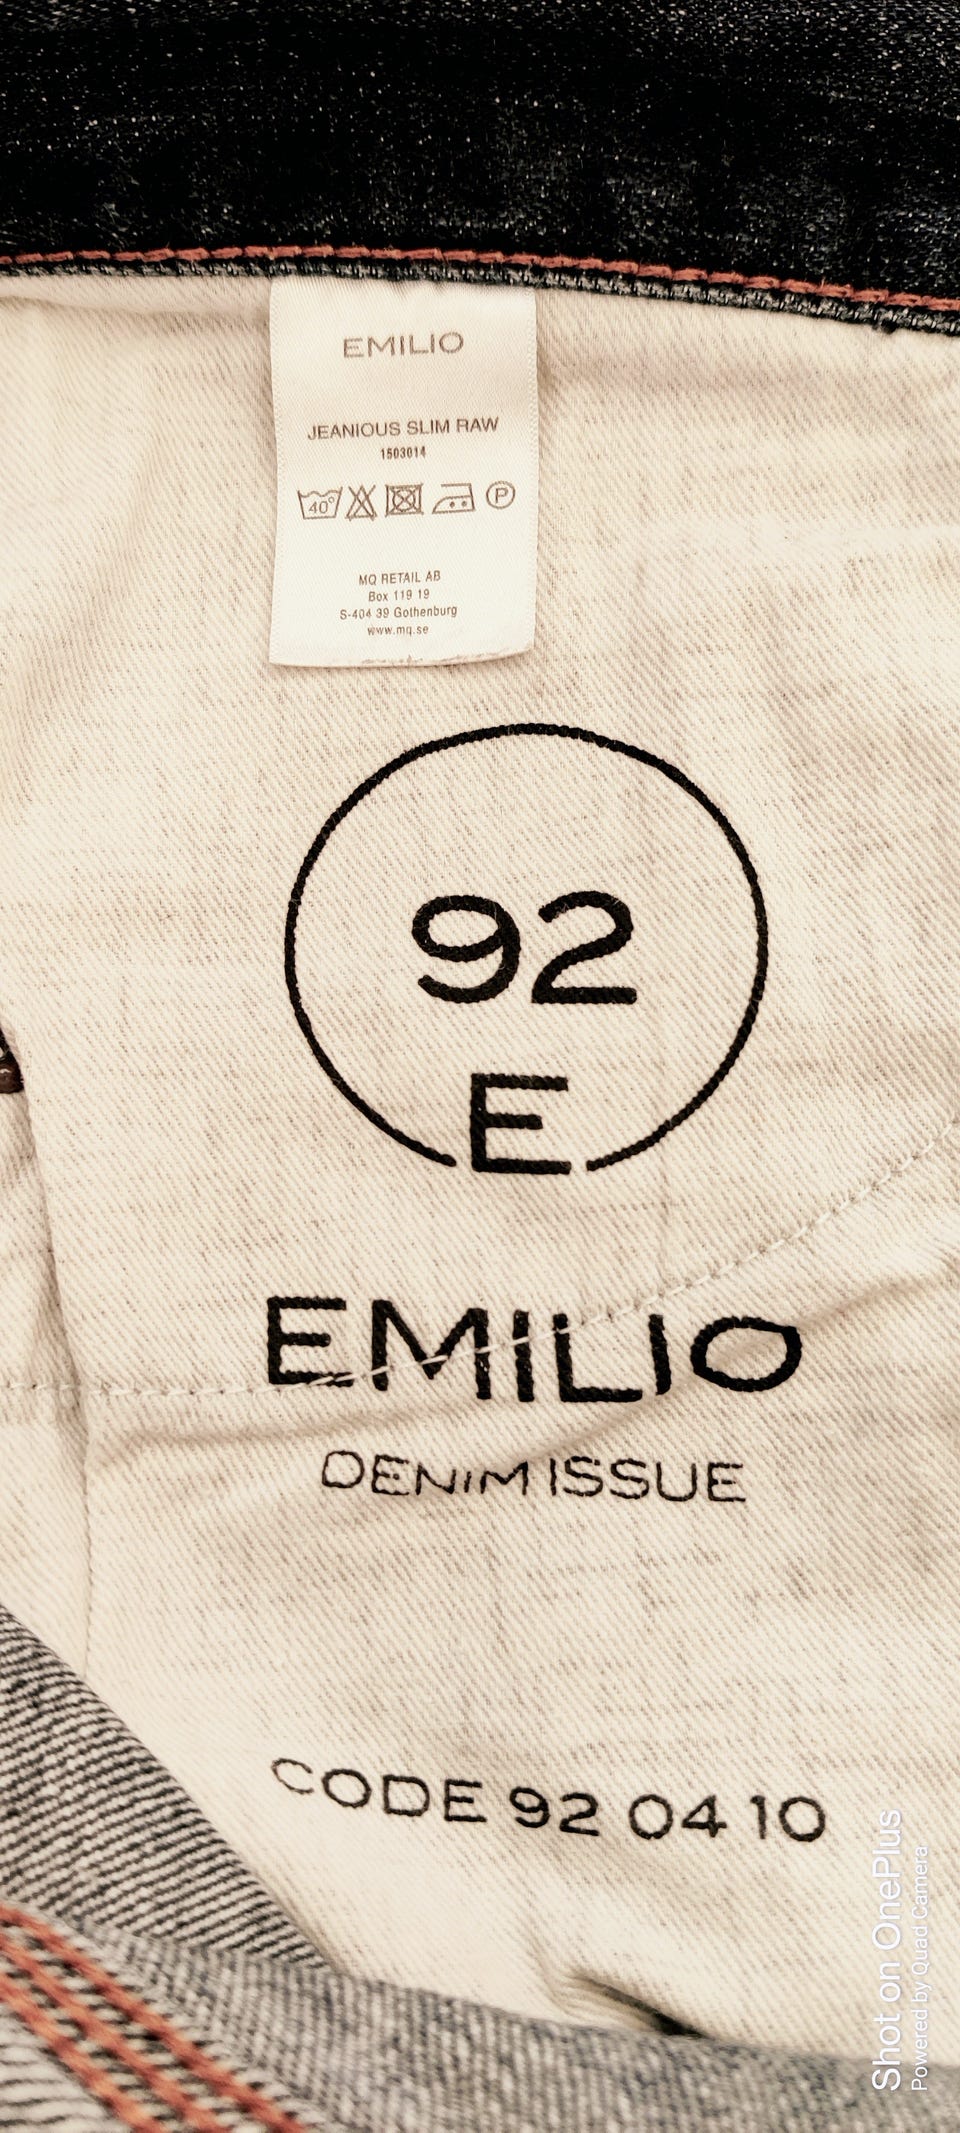 EMILIO
JEANIOUS SLIM RAW
1503014
40°
P
MQ RETAIL AB
Box 119 19
S-404 39 Gothenburg
www.mq.se
92
E
EMILIO
DENIM ISSUE
CODE 92 04 10
Shot on OnePlus
Powered by Quad Camera